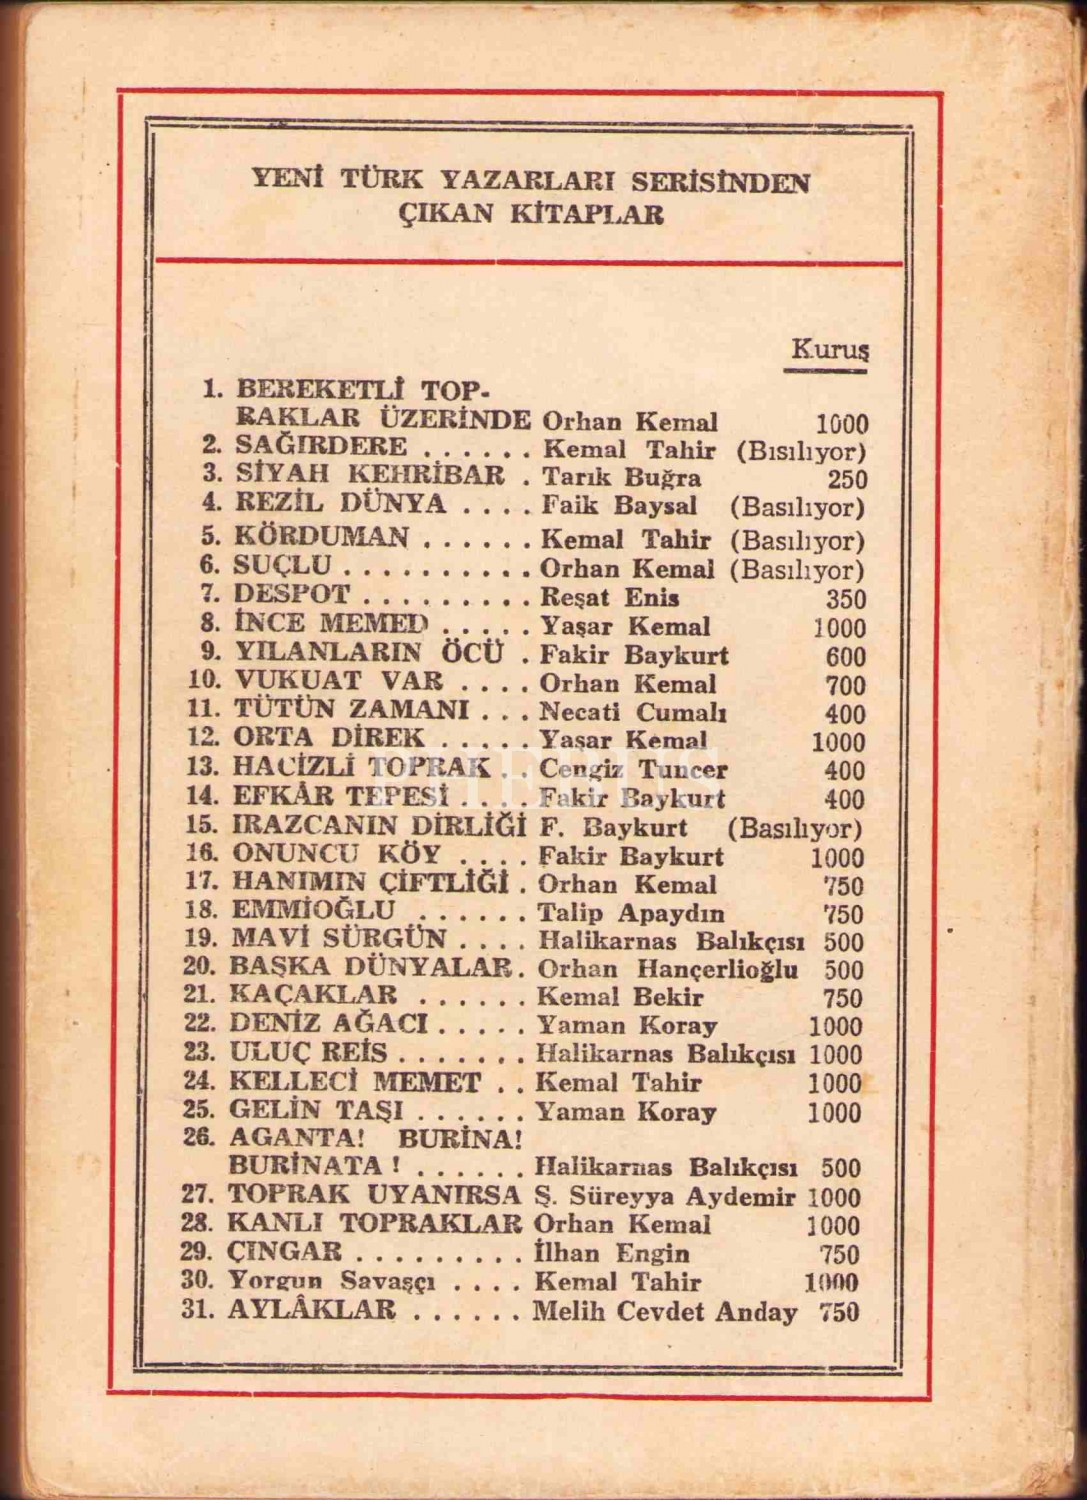 YENİ TÜRK YAZARLARI SERİSİNDEN
ÇIKAN KİTAPLAR
Kuruş
1. BEREKETLİ TOP-
RAKLAR ÜZERİNDE Orhan Kemal 1000
2. SAĞIRDERE ...... Kemal Tahir (Bısılıyor)
3. SİYAH KEHRİBAR . Tarık Buğra 250
4. REZİL DÜNYA .... Faik Baysal (Basılıyor)
5. KÖRDUMAN ...... Kemal Tahir (Basılıyor)
6. SUÇLU .......... Orhan Kemal (Basılıyor)
7. DESPOT ......... Reşat Enis 350
8. İNCE MEMED ..... Yaşar Kemal 1000
9. YILANLARIN ÖCÜ . Fakir Baykurt 600
10. VUKUAT VAR .... Orhan Kemal 700
11. TÜTÜN ZAMANI ... Necati Cumalı 400
12. ORTA DİREK ..... Yaşar Kemal 1000
13. HACİZLİ TOPRAK .. Cengiz Tuncer 400
14. EFKÂR TEPESİ .... Fakir Baykurt 400
15. IRAZCANIN DİRLİĞİ F. Baykurt (Basılıyor)
16. ONUNCU KÖY .... Fakir Baykurt 1000
17. HANIMIN ÇİFTLİĞİ . Orhan Kemal 750
18. EMMİOĞLU ...... Talip Apaydın 750
19. MAVİ SÜRGÜN .... Halikarnas Balıkçısı 500
20. BAŞKA DÜNYALAR. Orhan Hançerlioğlu 500
21. KAÇAKLAR ...... Kemal Bekir 750
22. DENİZ AĞACI ..... Yaman Koray 1000
23. ULUÇ REİS ....... Halikarnas Balıkçısı 1000
24. KELLECİ MEMET .. Kemal Tahir 1000
25. GELİN TAŞI ...... Yaman Koray 1000
26. AGANTA! BURİNA!
BURİNATA ! ...... Halikarnas Balıkçısı 500
27. TOPRAK UYANIRSA Ş. Süreyya Aydemir 1000
28. KANLI TOPRAKLAR Orhan Kemal 1000
29. ÇINGAR ......... İlhan Engin 750
30. Yorgun Savaşçı .... Kemal Tahir 1000
31. AYLÂKLAR ...... Melih Cevdet Anday 750